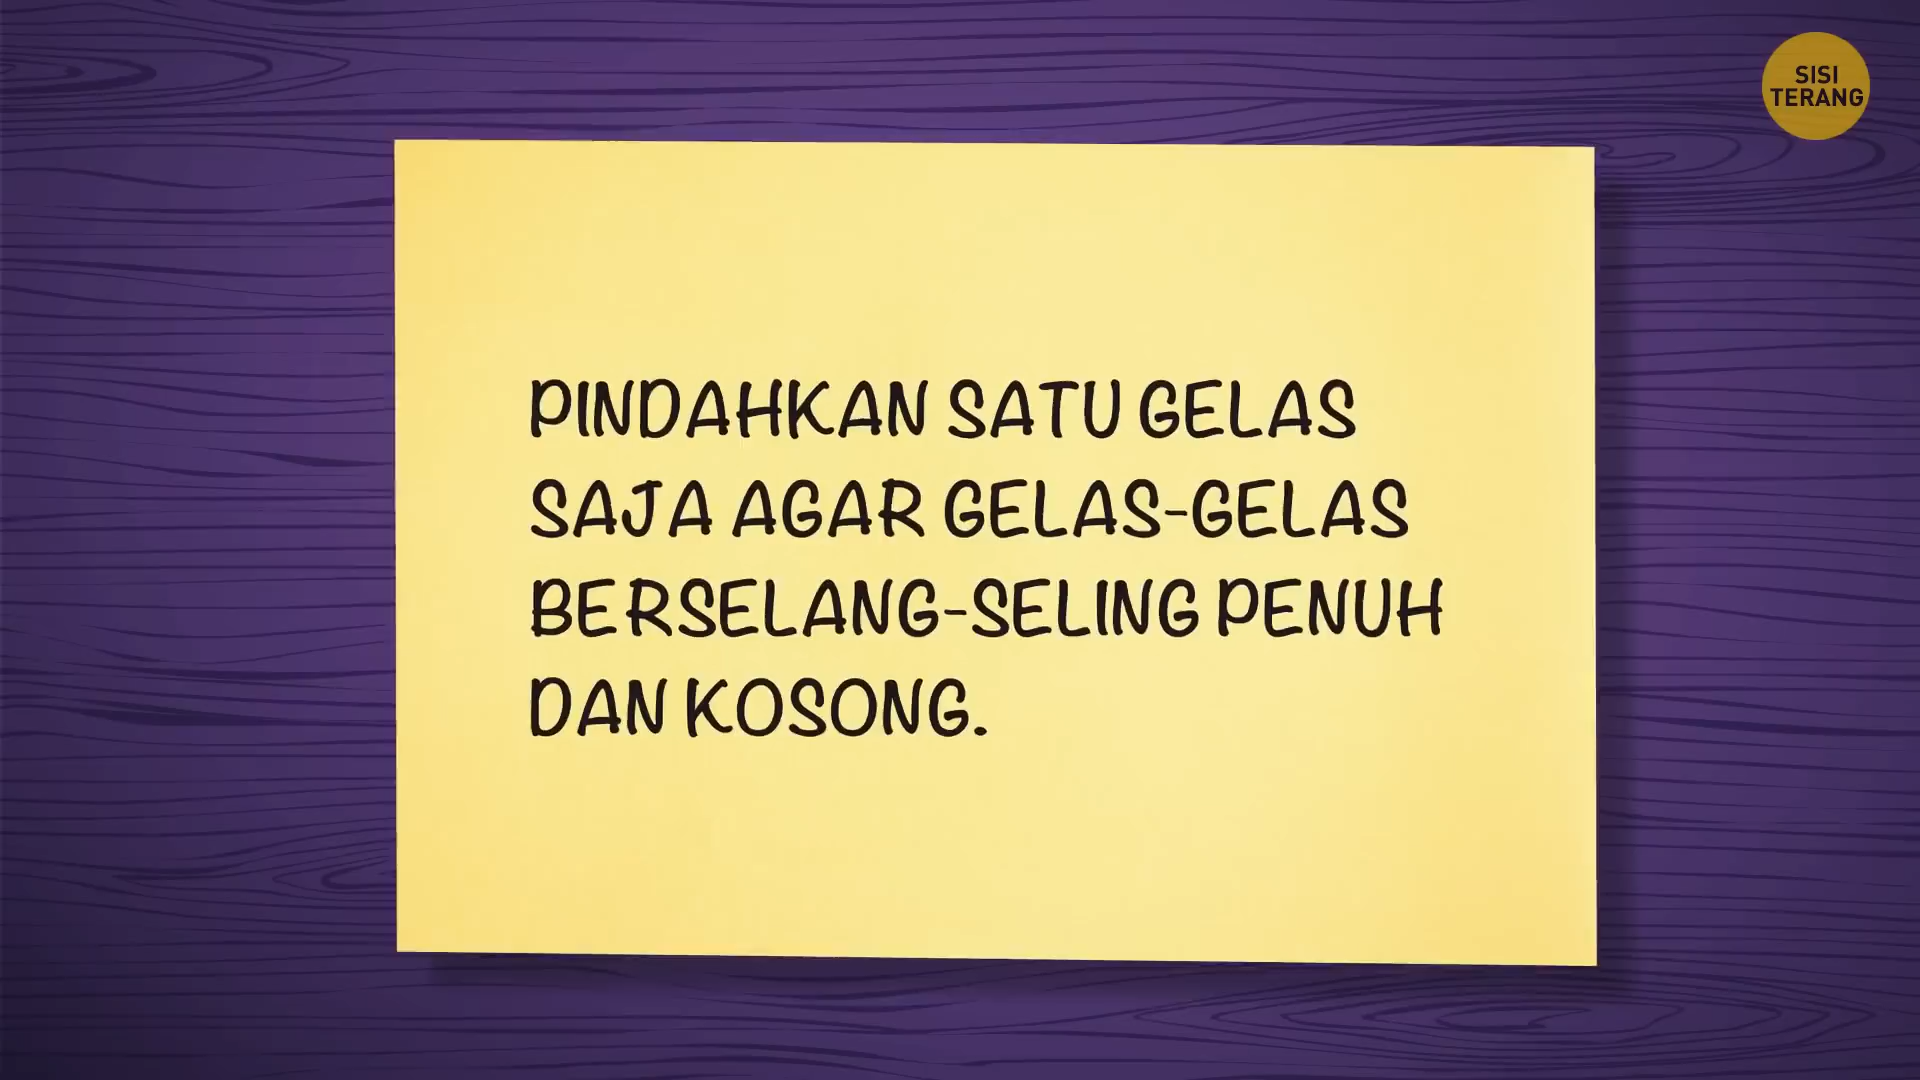 SISI
TERANG
PINDAHKAN SATU GELAS
SAJA AGAR GELAS-GELAS
BERSELANG-SELING PENUH
DAN KOSONG.